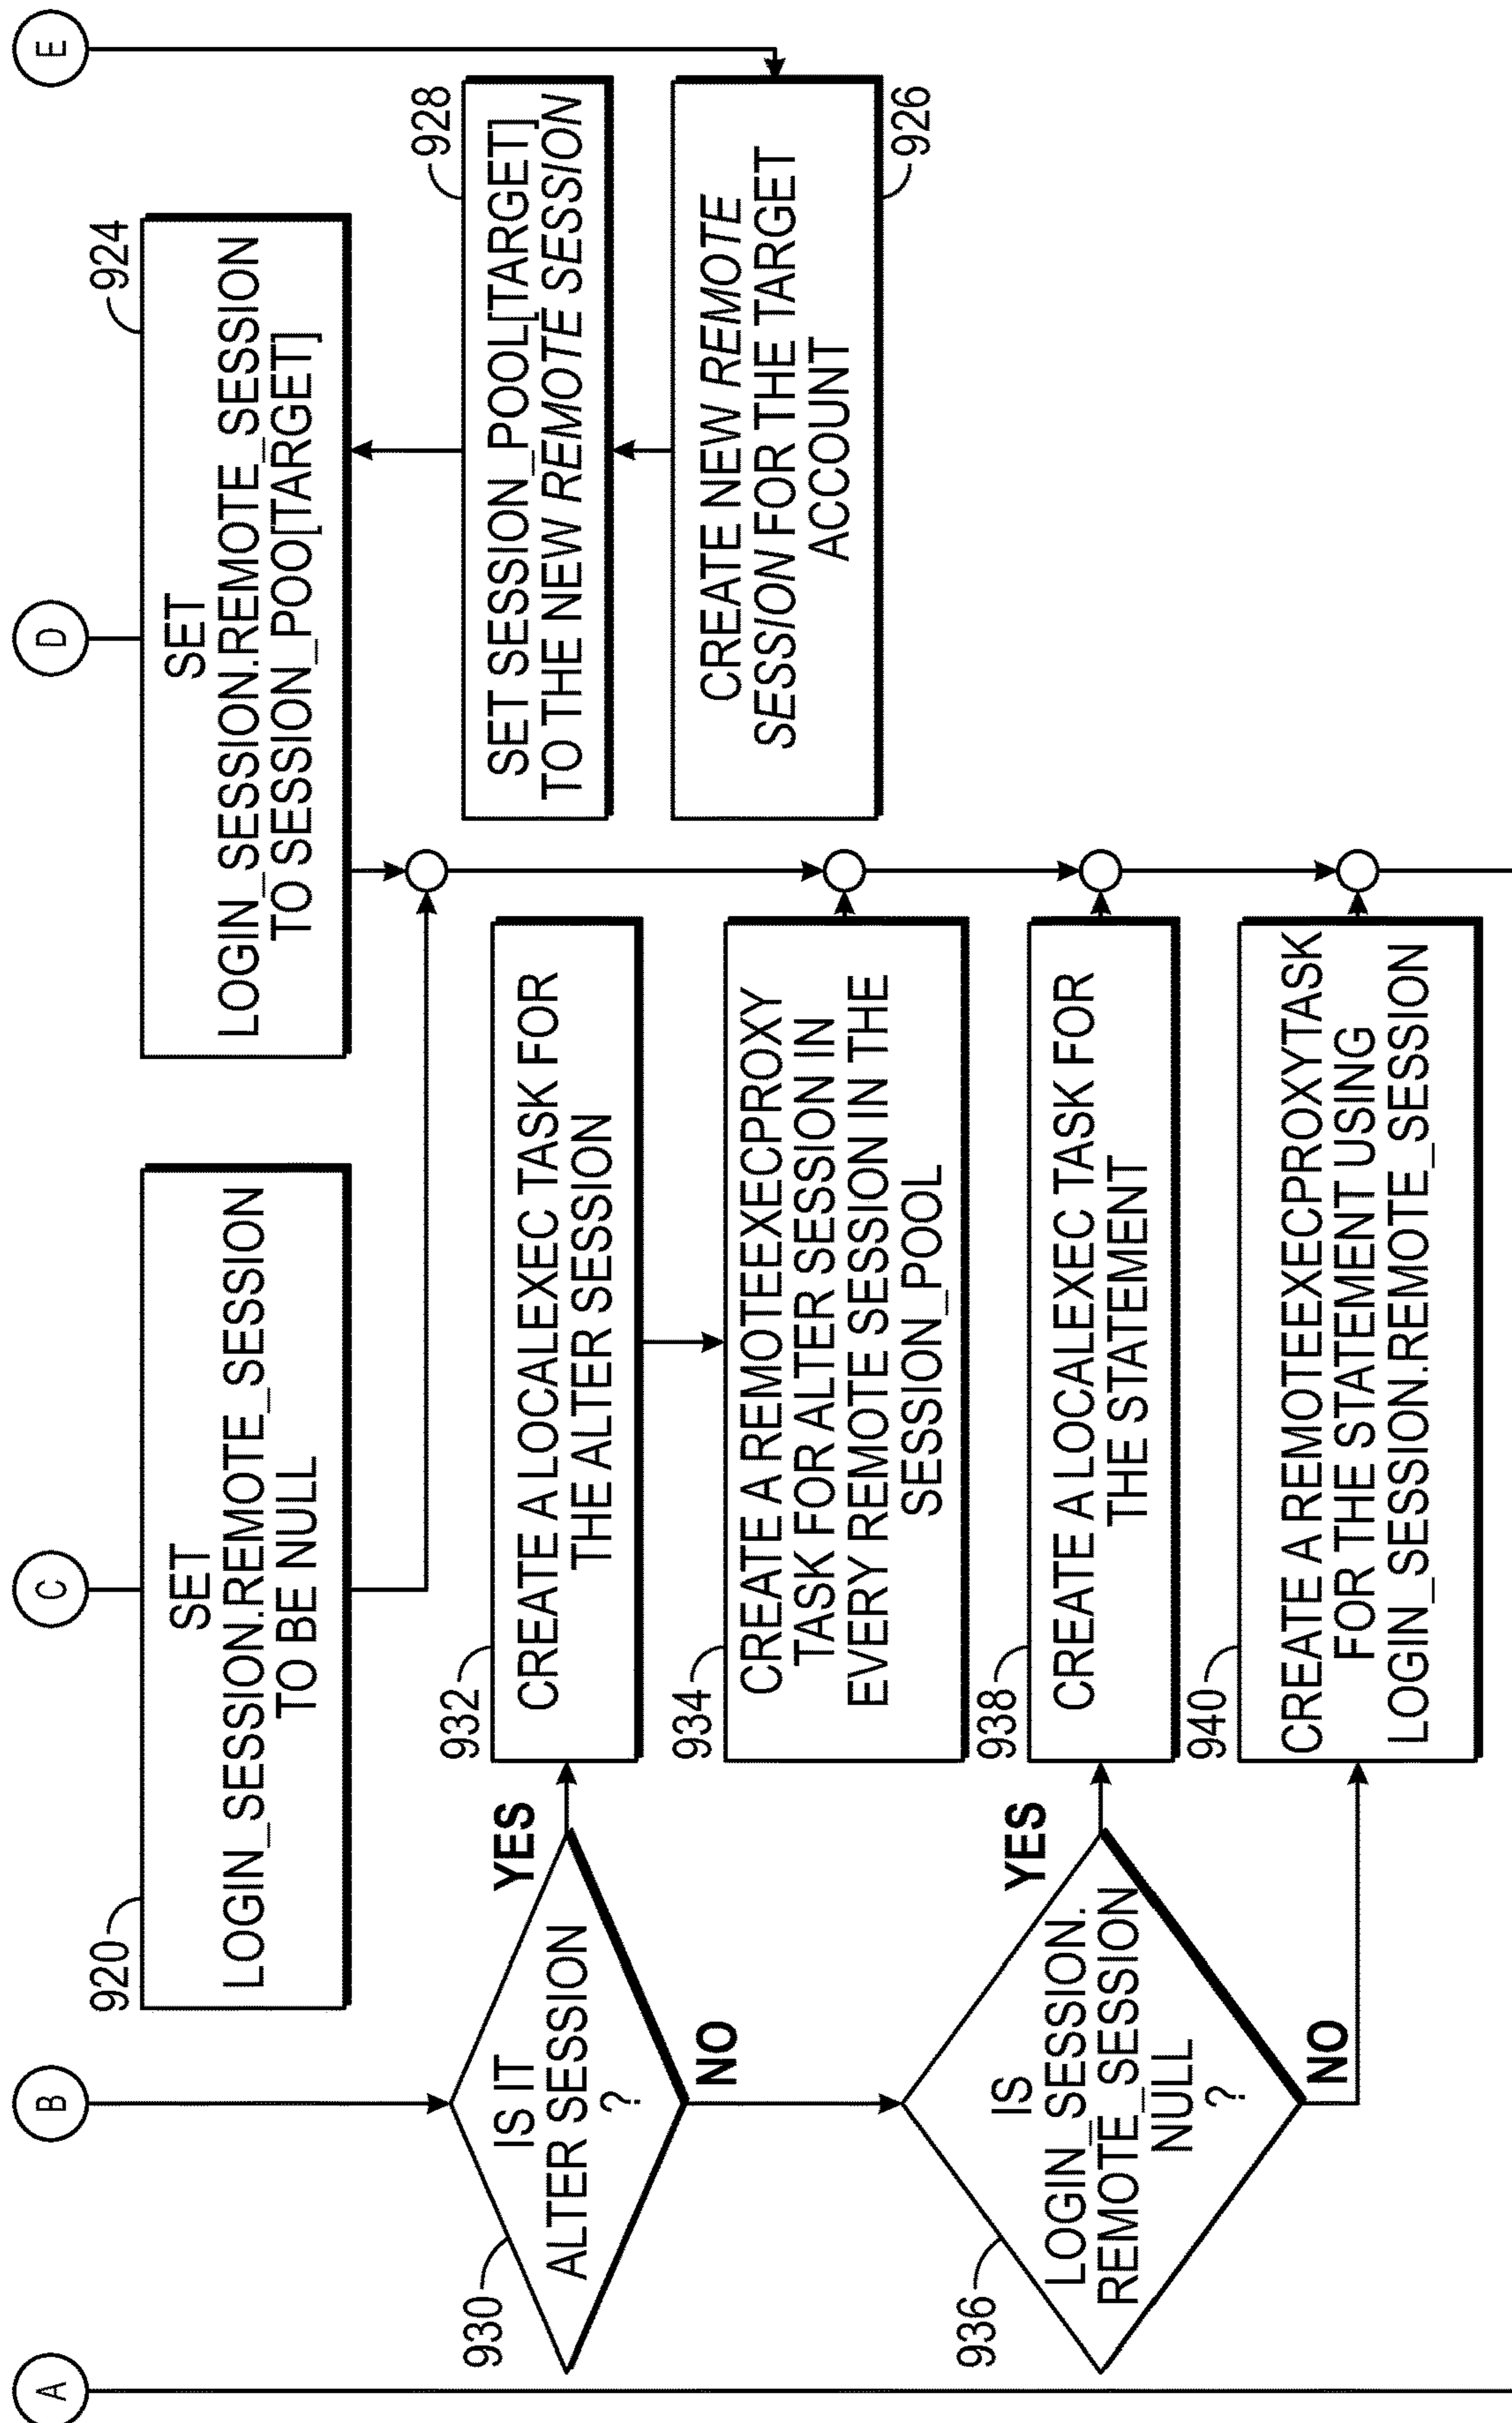 A
B
C
D
E
920
SET
LOGIN_SESSION.REMOTE_SESSION
TO BE NULL
924
SET
LOGIN_SESSION.REMOTE_SESSION
TO SESSION_POO[TARGET]
930
IS IT
ALTER SESSION
?
YES
NO
932
CREATE A LOCALEXEC TASK FOR
THE ALTER SESSION
928
SET SESSION_POOL[TARGET]
TO THE NEW REMOTE SESSION
934
CREATE A REMOTEEXECPROXY
TASK FOR ALTER SESSION IN
EVERY REMOTE SESSION IN THE
SESSION_POOL
CREATE NEW REMOTE
SESSION FOR THE TARGET
ACCOUNT
926
936
IS
LOGIN_SESSION.
REMOTE_SESSION
NULL
?
YES
NO
938
CREATE A LOCALEXEC TASK FOR
THE STATEMENT
940
CREATE A REMOTEEXECPROXYTASK
FOR THE STATEMENT USING
LOGIN_SESSION.REMOTE_SESSION